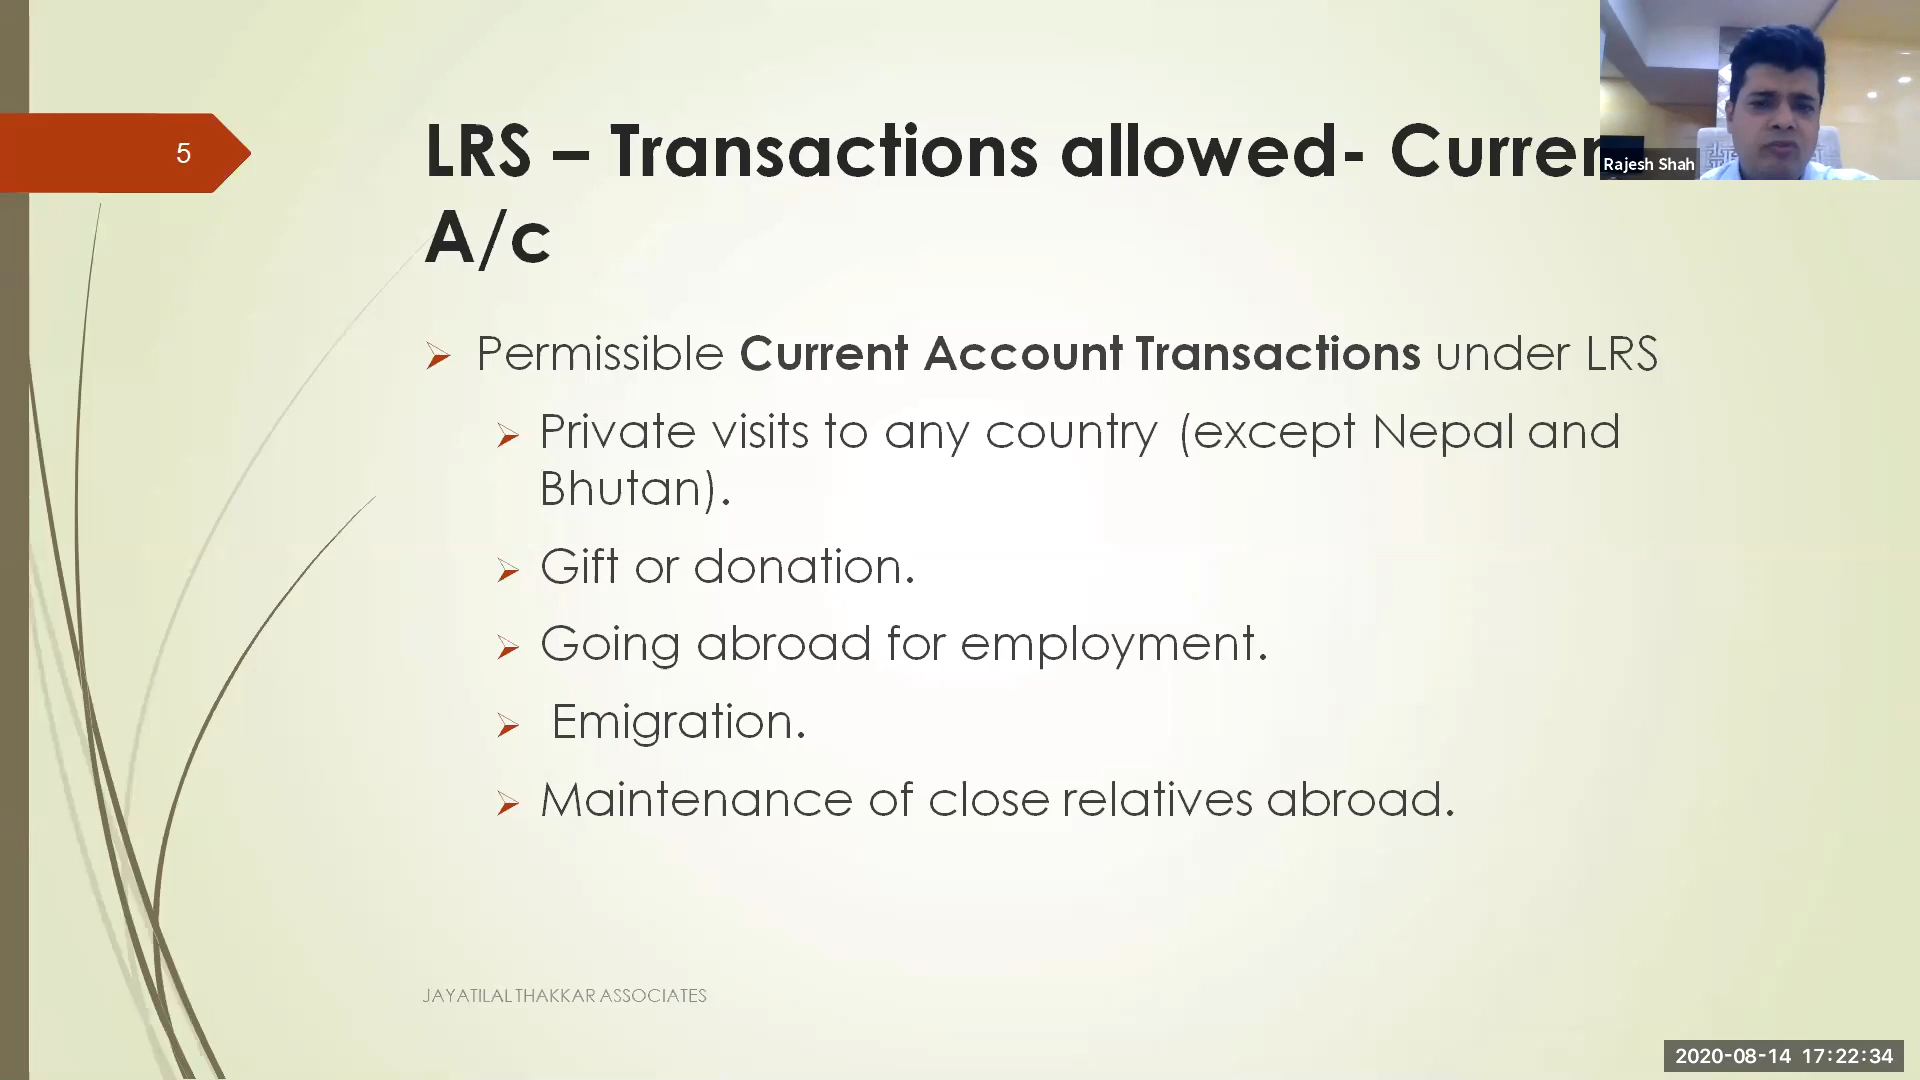 5
LRS – Transactions allowed- Curren
A/c
Permissible Current Account Transactions under LRS
Private visits to any country (except Nepal and
Bhutan).
Gift or donation.
Going abroad for employment.
Emigration.
Maintenance of close relatives abroad.
JAYATILAL THAKKAR ASSOCIATES
Rajesh Shah
2020-08-14 17:22:34